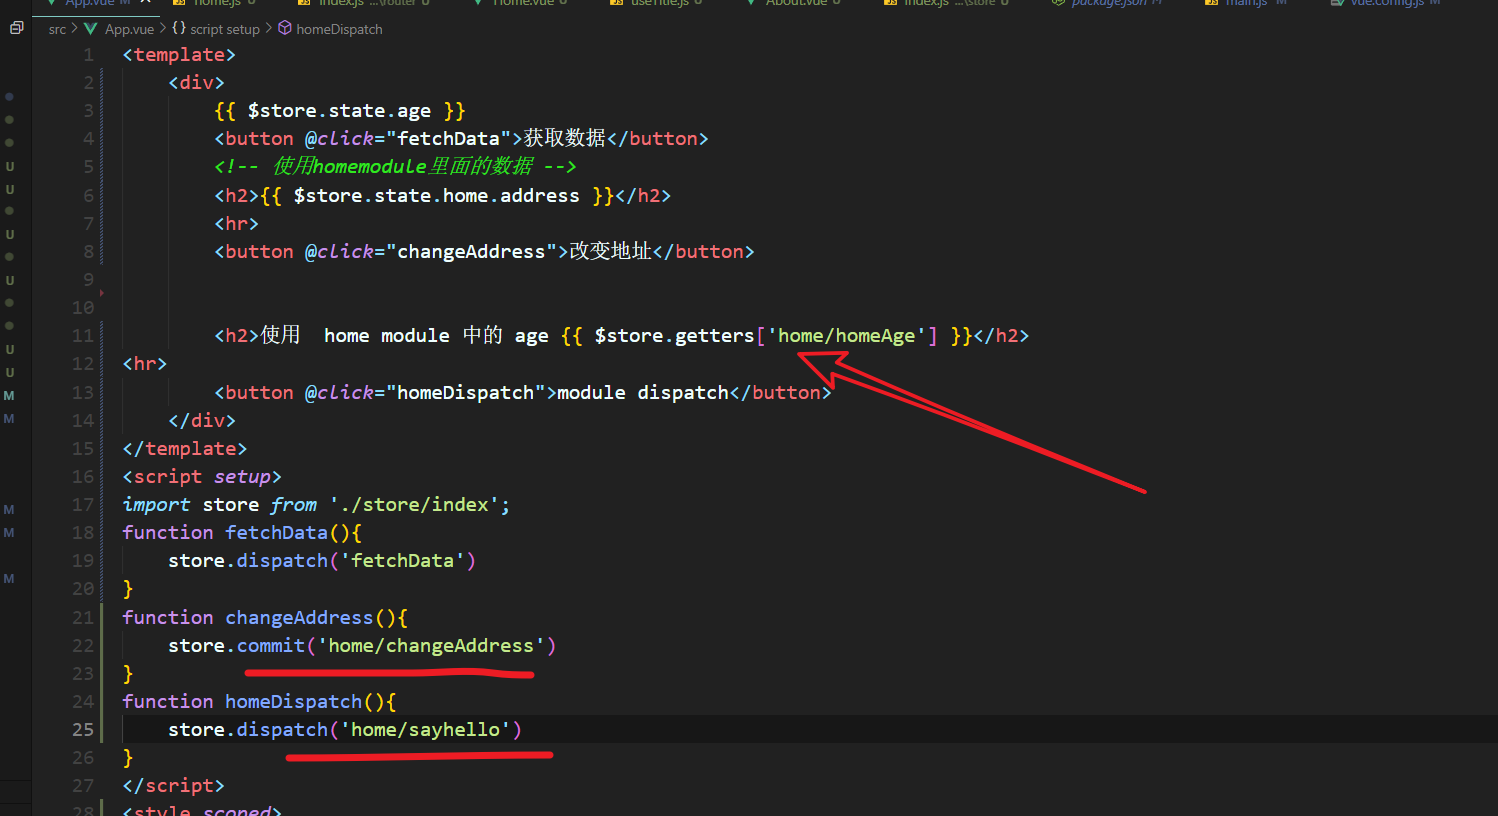 App.vue M home.js U index.js ...\router U Home.vue U useTitle.js U About.vue U index.js ...\store U package.json M main.js M vue.config.js M
src > App.vue > {} script setup > homeDispatch
1 <template>
2 <div>
3 {{ $store.state.age }}
4 <button @click="fetchData">获取数据</button>
5 <!-- 使用homemodule里面的数据 -->
6 <h2>{{ $store.state.home.address }}</h2>
7 <hr>
8 <button @click="changeAddress">改变地址</button>
9
10
11 <h2>使用  home module 中的 age {{ $store.getters['home/homeAge'] }}</h2>
12 <hr>
13 <button @click="homeDispatch">module dispatch</button>
14 </div>
15 </template>
16 <script setup>
17 import store from './store/index';
18 function fetchData(){
19 store.dispatch('fetchData')
20 }
21 function changeAddress(){
22 store.commit('home/changeAddress')
23 }
24 function homeDispatch(){
25 store.dispatch('home/sayhello')
26 }
27 </script>
28 <style scoped>
U
U
U
U
U
U
M
M
M
M
M